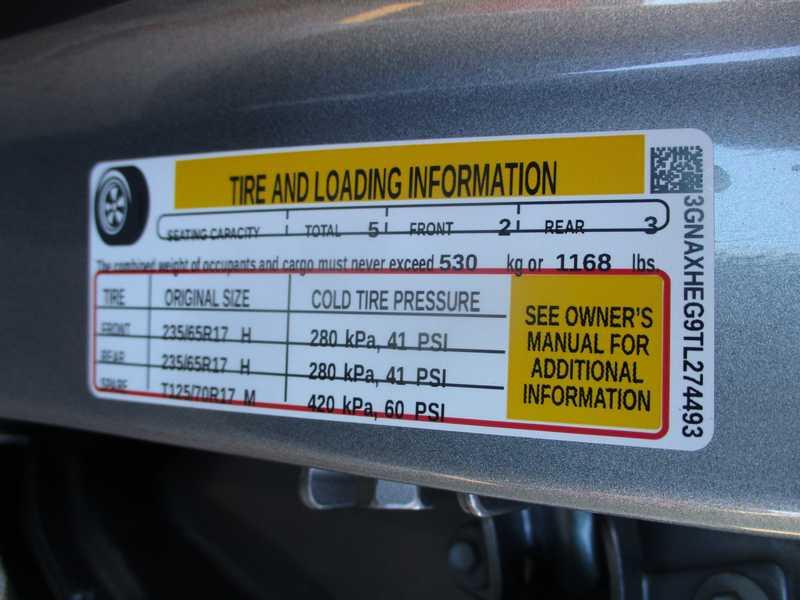 TIRE AND LOADING INFORMATION
SEATING CAPACITY TOTAL 5 FRONT 2 REAR 3
The combined weight of occupants and cargo must never exceed 530 kg or 1168 lbs.
TIRE ORIGINAL SIZE COLD TIRE PRESSURE
FRONT 235/65R17 H 280 kPa, 41 PSI
REAR 235/65R17 H 280 kPa, 41 PSI
SPARE T125/70R17 M 420 kPa, 60 PSI
SEE OWNER'S
MANUAL FOR
ADDITIONAL
INFORMATION
3GNAXHEG9TL274493